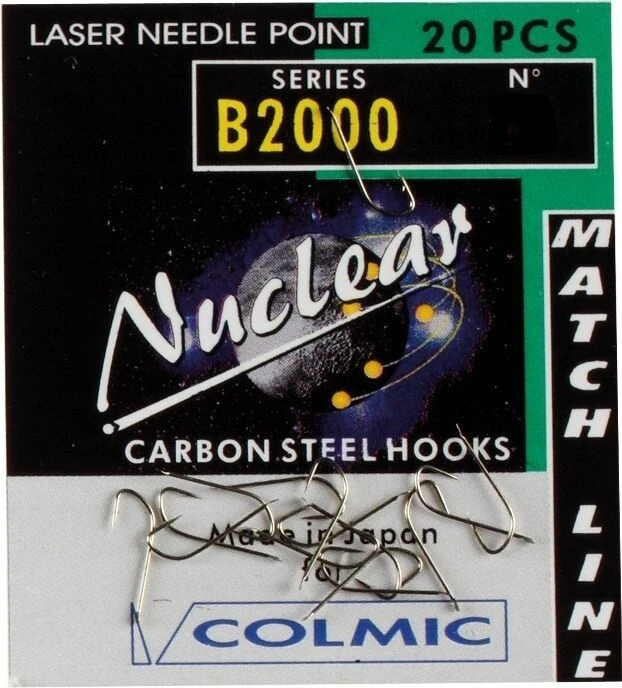 LASER NEEDLE POINT
20 PCS
SERIES
N°
B2000
Nuclear
CARBON STEEL HOOKS
MATCH LINE
Made in Japan
for
COLMIC